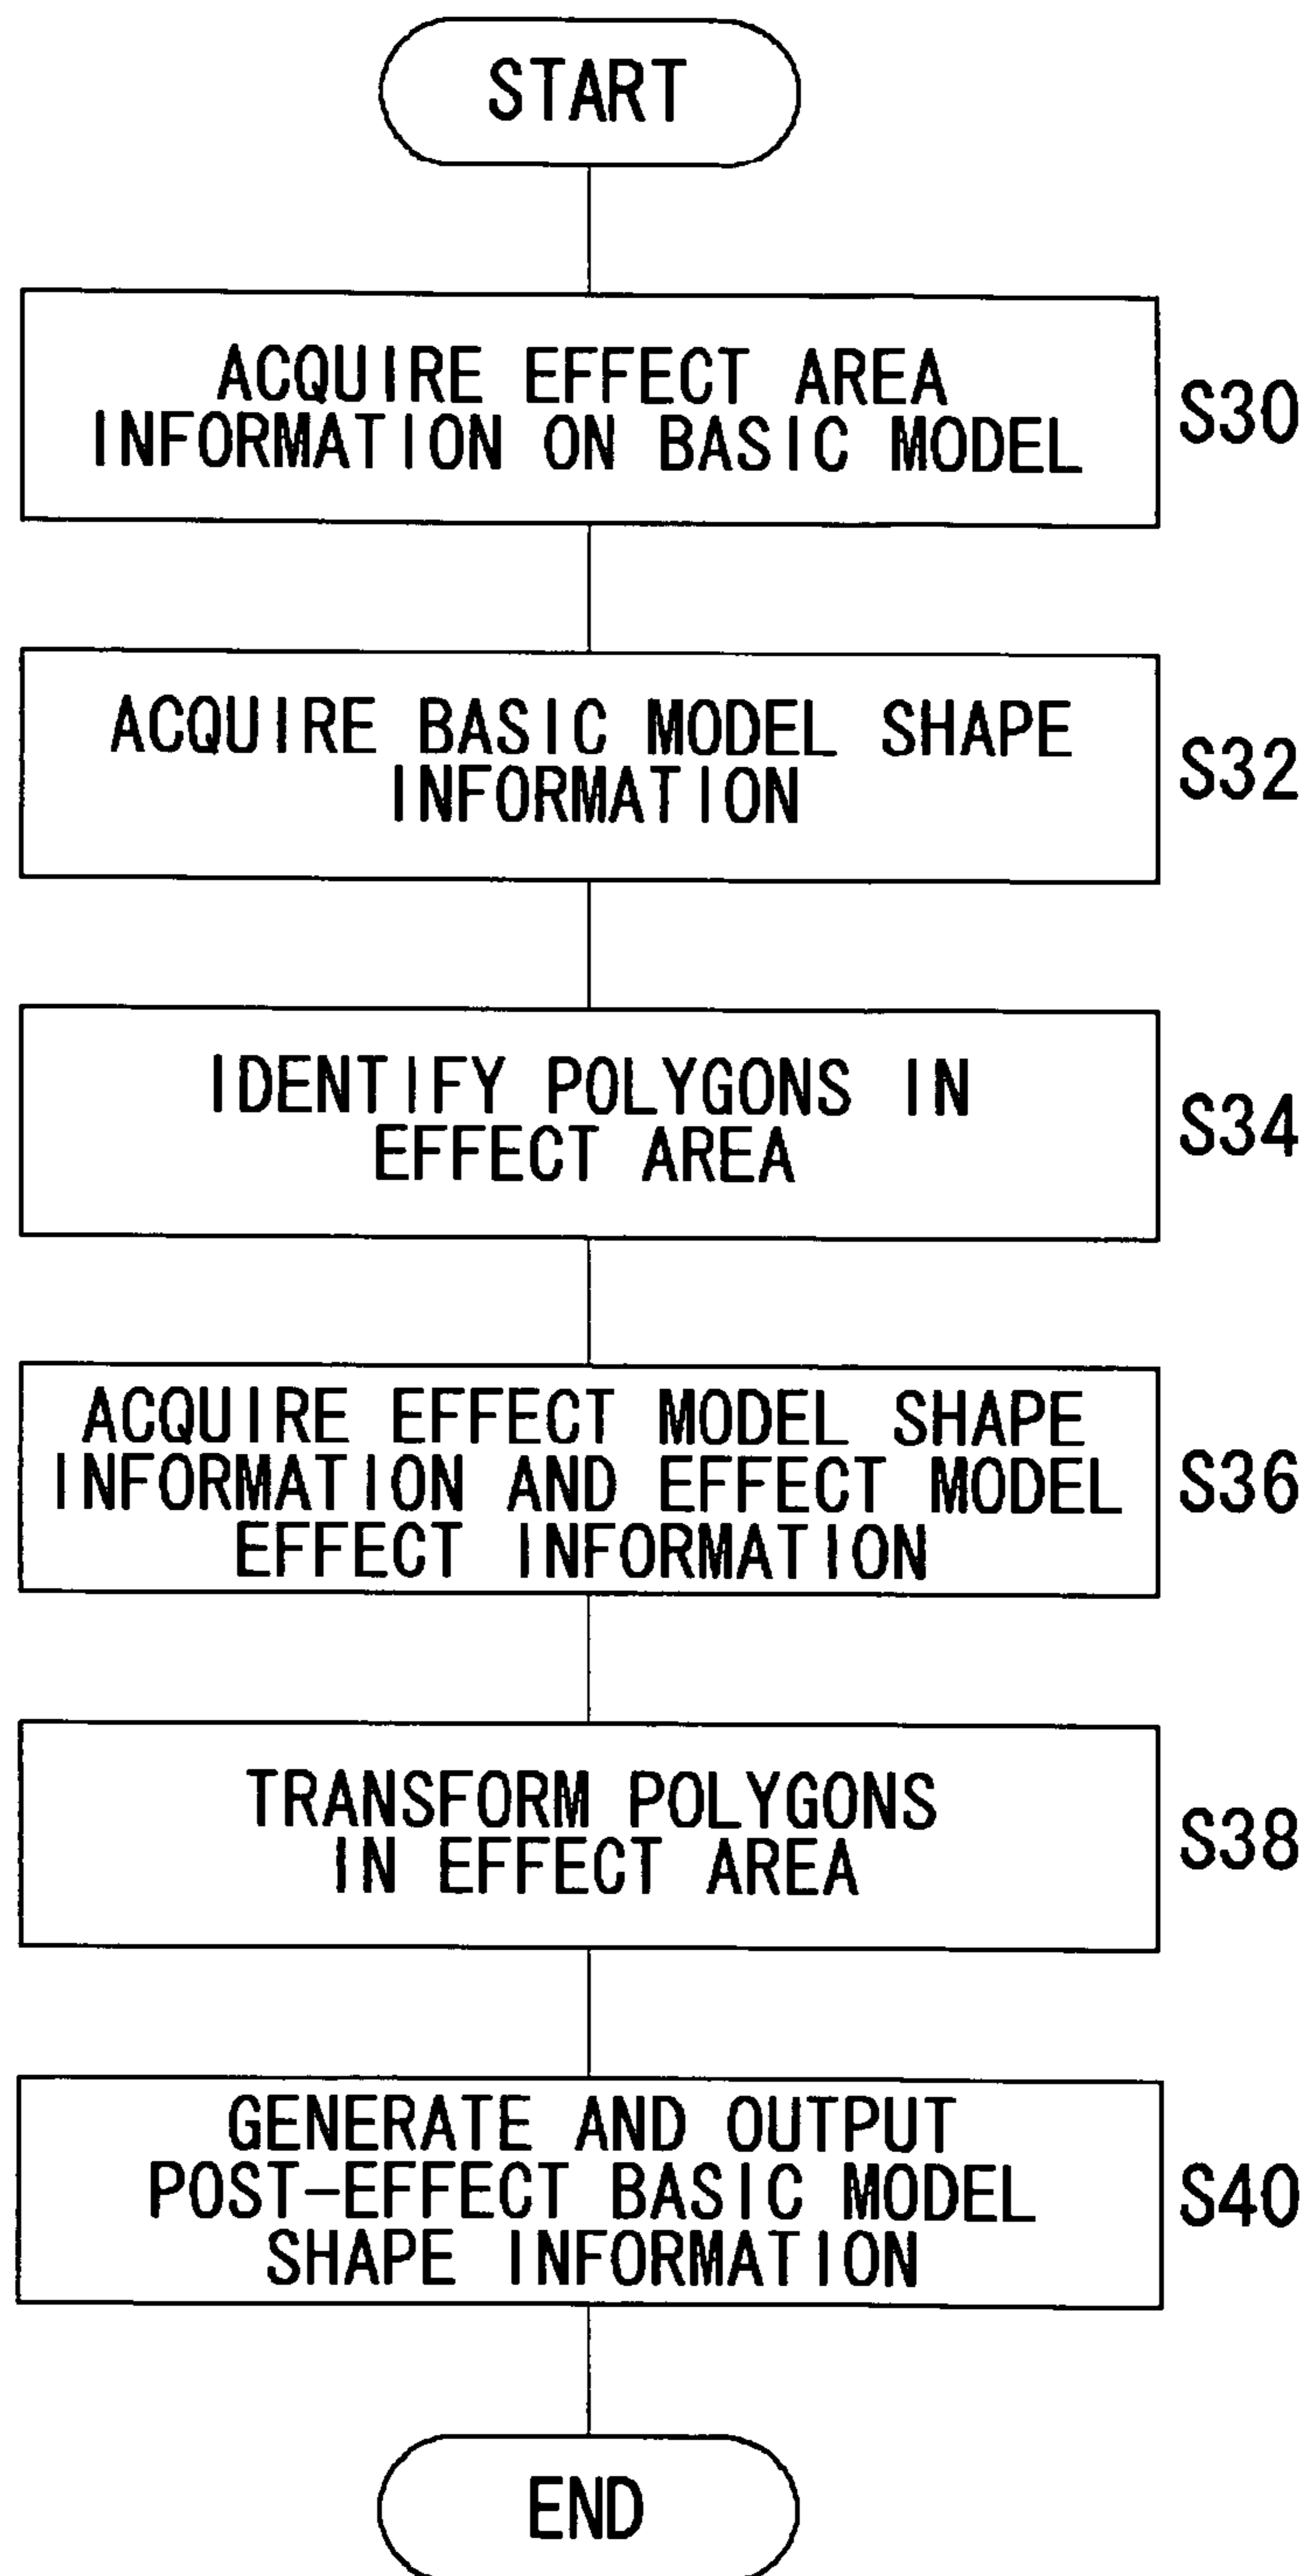 START
ACQUIRE EFFECT AREA
INFORMATION ON BASIC MODEL
S30
ACQUIRE BASIC MODEL SHAPE
INFORMATION
S32
IDENTIFY POLYGONS IN
EFFECT AREA
S34
ACQUIRE EFFECT MODEL SHAPE
INFORMATION AND EFFECT MODEL
EFFECT INFORMATION
S36
TRANSFORM POLYGONS
IN EFFECT AREA
S38
GENERATE AND OUTPUT
POST-EFFECT BASIC MODEL
SHAPE INFORMATION
S40
END